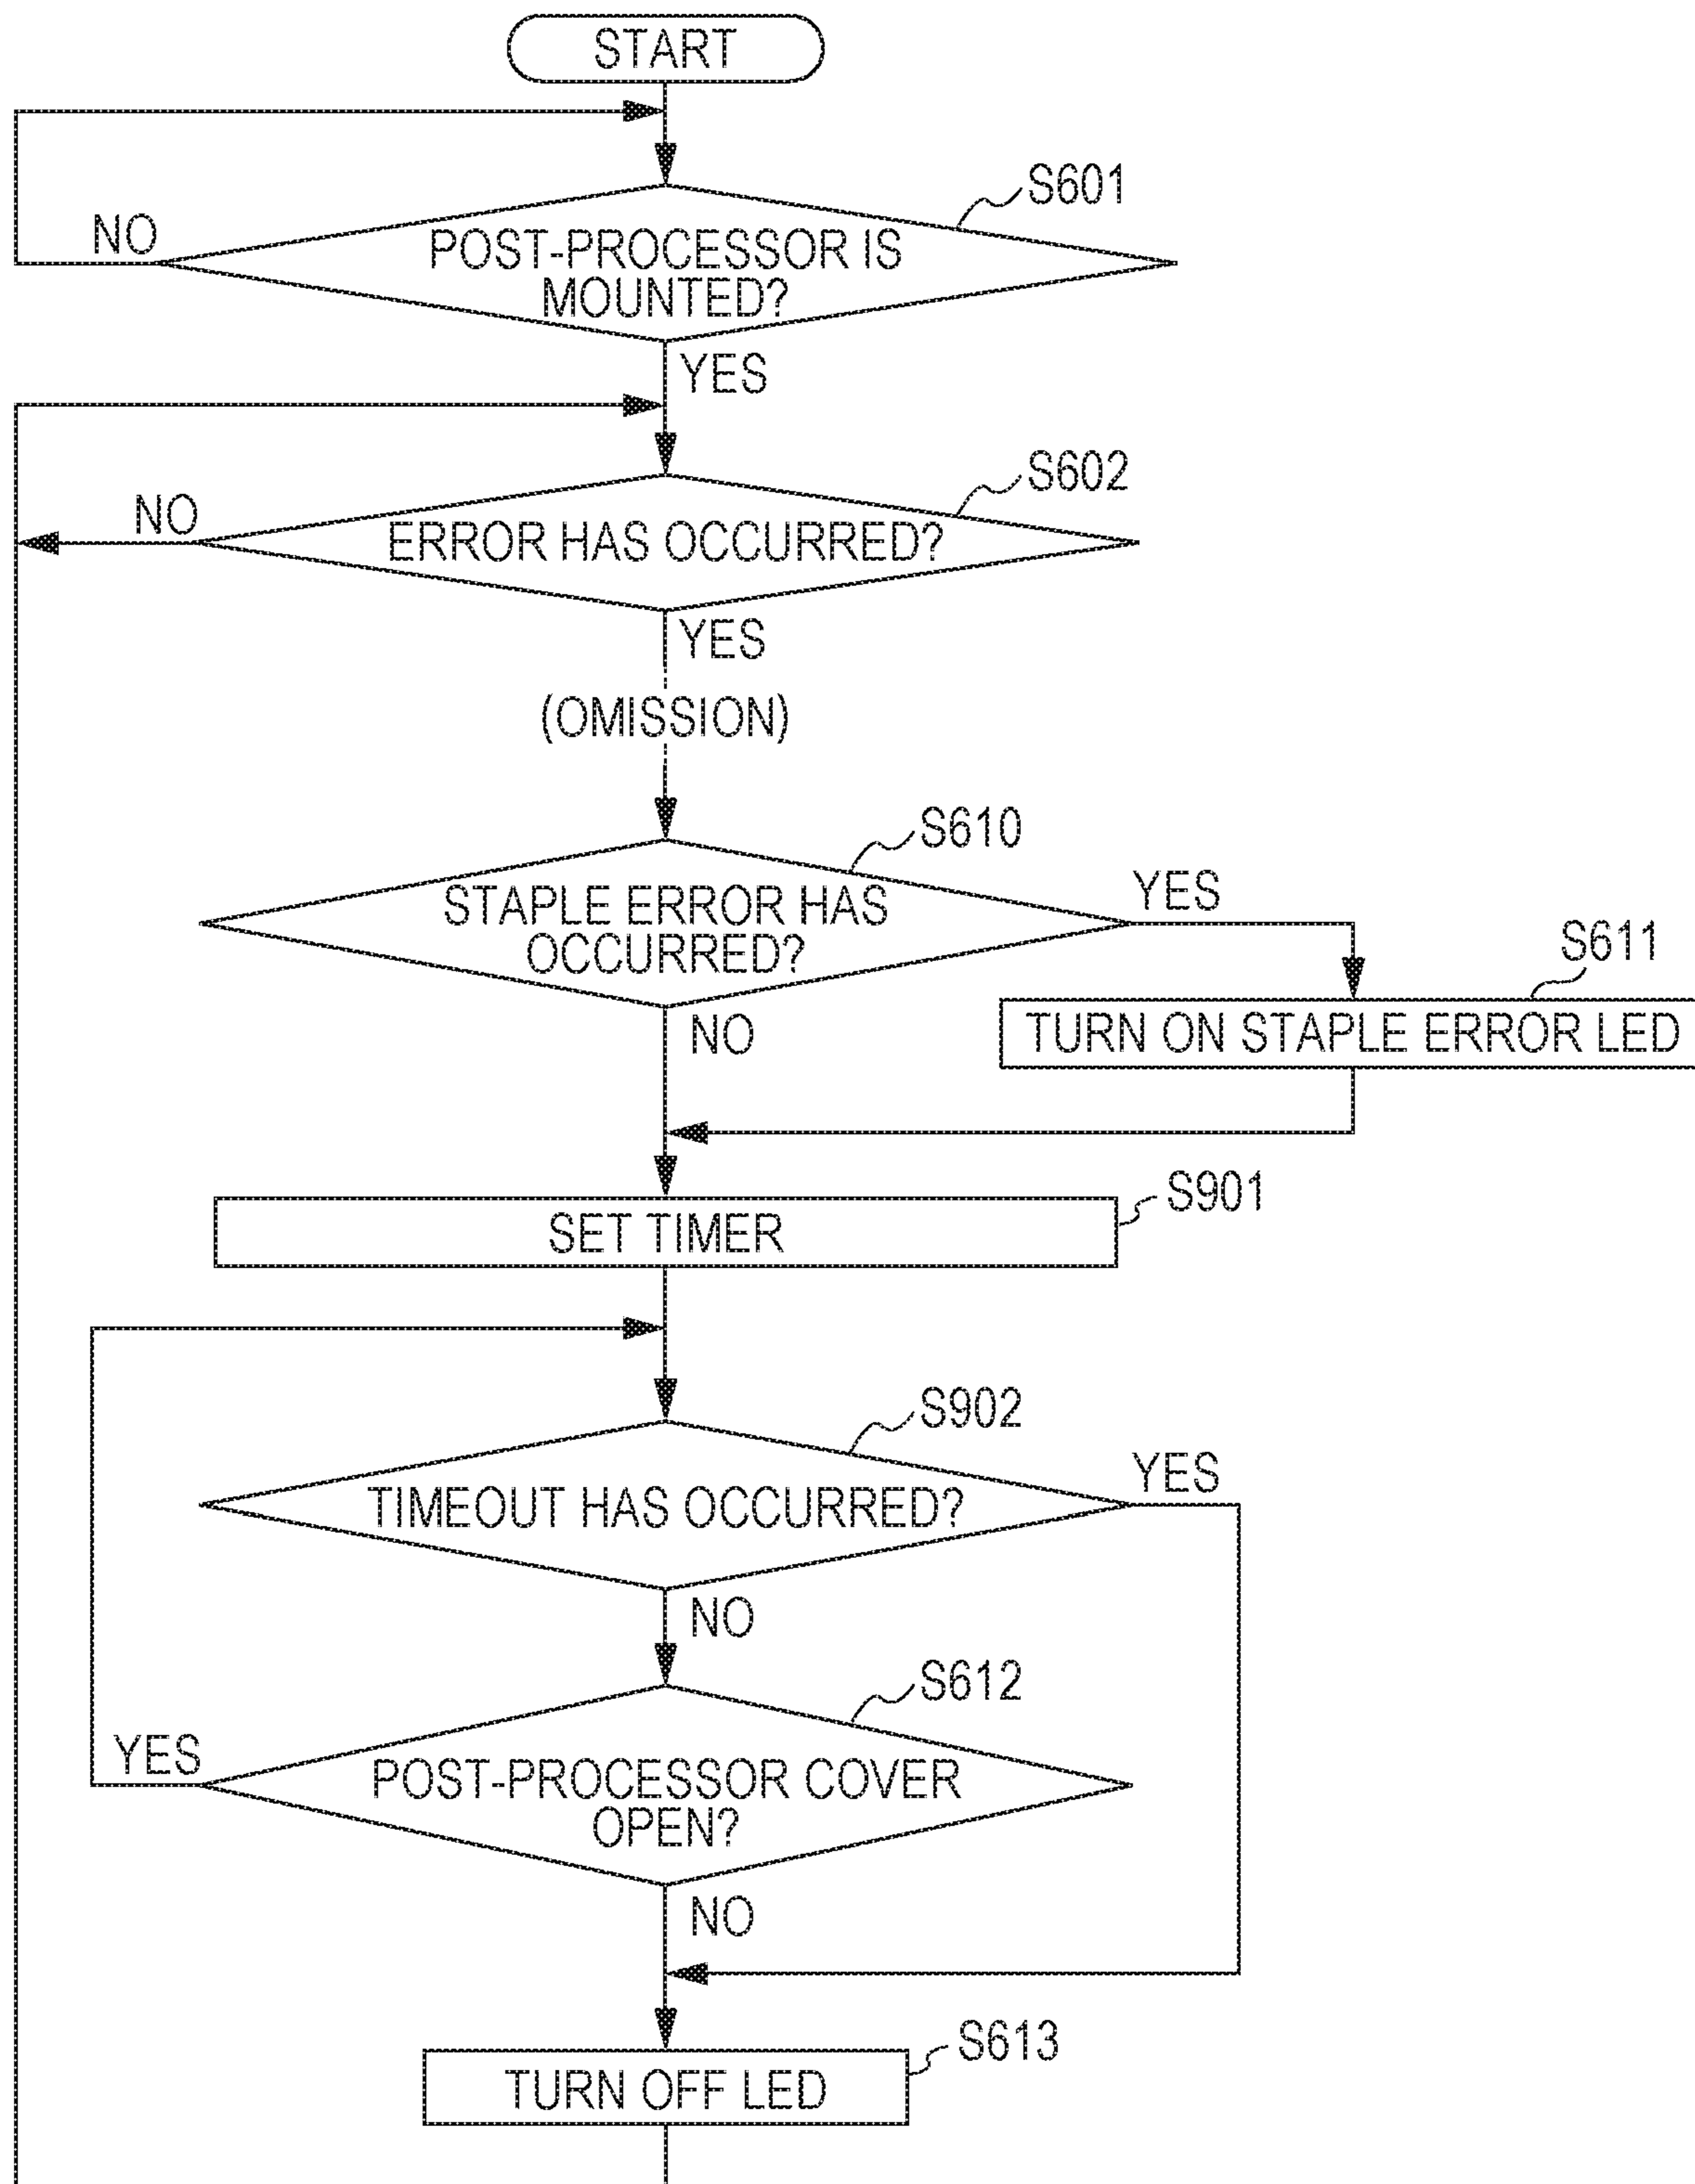 START
S601
NO
POST-PROCESSOR IS
MOUNTED?
YES
S602
NO
ERROR HAS OCCURRED?
YES
(OMISSION)
S610
STAPLE ERROR HAS
OCCURRED?
YES
S611
NO
TURN ON STAPLE ERROR LED
S901
SET TIMER
S902
YES
TIMEOUT HAS OCCURRED?
NO
S612
YES
POST-PROCESSOR COVER
OPEN?
NO
S613
TURN OFF LED